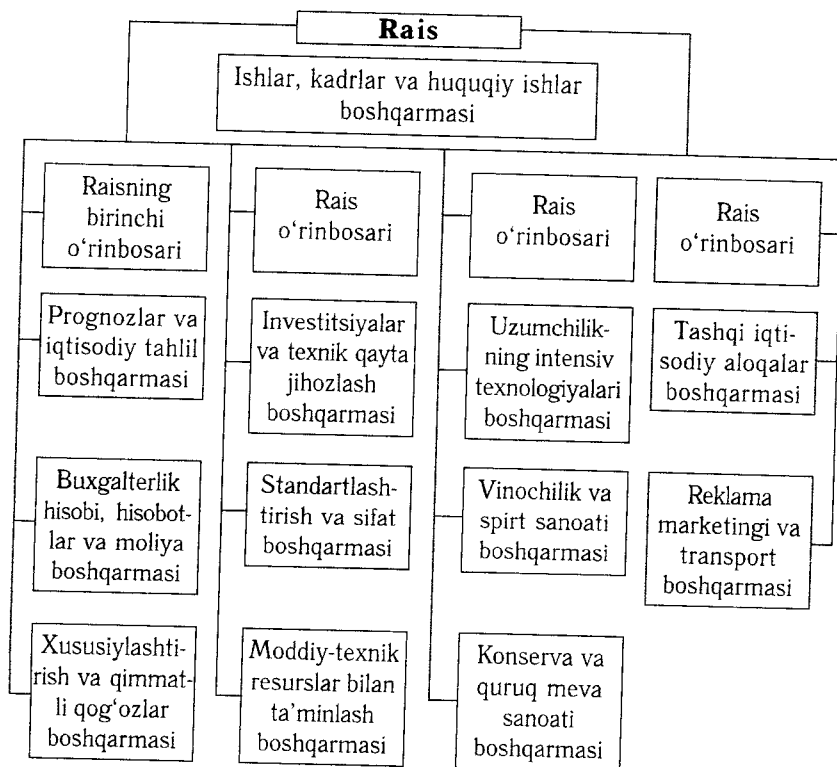 Rais
Ishlar, kadrlar va huquqiy ishlar
boshqarmasi
Raisning
birinchi
o‘rinbosari
Prognozlar va
iqtisodiy tahlil
boshqarmasi
Buxgalterlik
hisobi, hisobot-
lar va moliya
boshqarmasi
Xususiylashti-
rish va qimmat-
li qog‘ozlar
boshqarmasi
Rais
o‘rinbosari
Investitsiyalar
va texnik qayta
jihozlash
boshqarmasi
Standartlash-
tirish va sifat
boshqarmasi
Moddiy-texnik
resurslar bilan
ta’minlash
boshqarmasi
Rais
o‘rinbosari
Uzumchilik-
ning intensiv
texnologiyalari
boshqarmasi
Vinochilik va
spirt sanoati
boshqarmasi
Konserva va
quruq meva
sanoati
boshqarmasi
Rais
o‘rinbosari
Tashqi iqti-
sodiy aloqalar
boshqarmasi
Reklama
marketingi va
transport
boshqarmasi